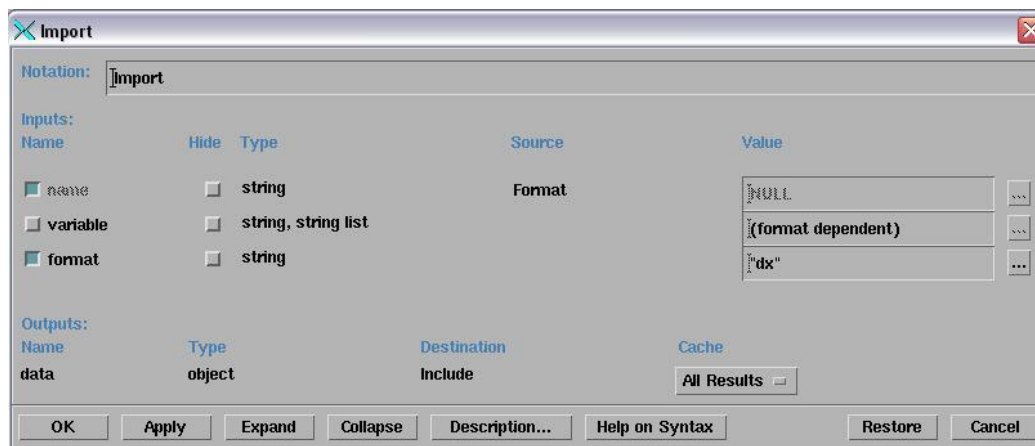 Import
Notation: Import
Inputs:
Name Hide Type Source Value
name string Format NULL ...
variable string, string list (format dependent) ...
format string "dx" ...
Outputs:
Name Type Destination Cache
data object Include All Results
OK Apply Expand Collapse Description... Help on Syntax Restore Cancel